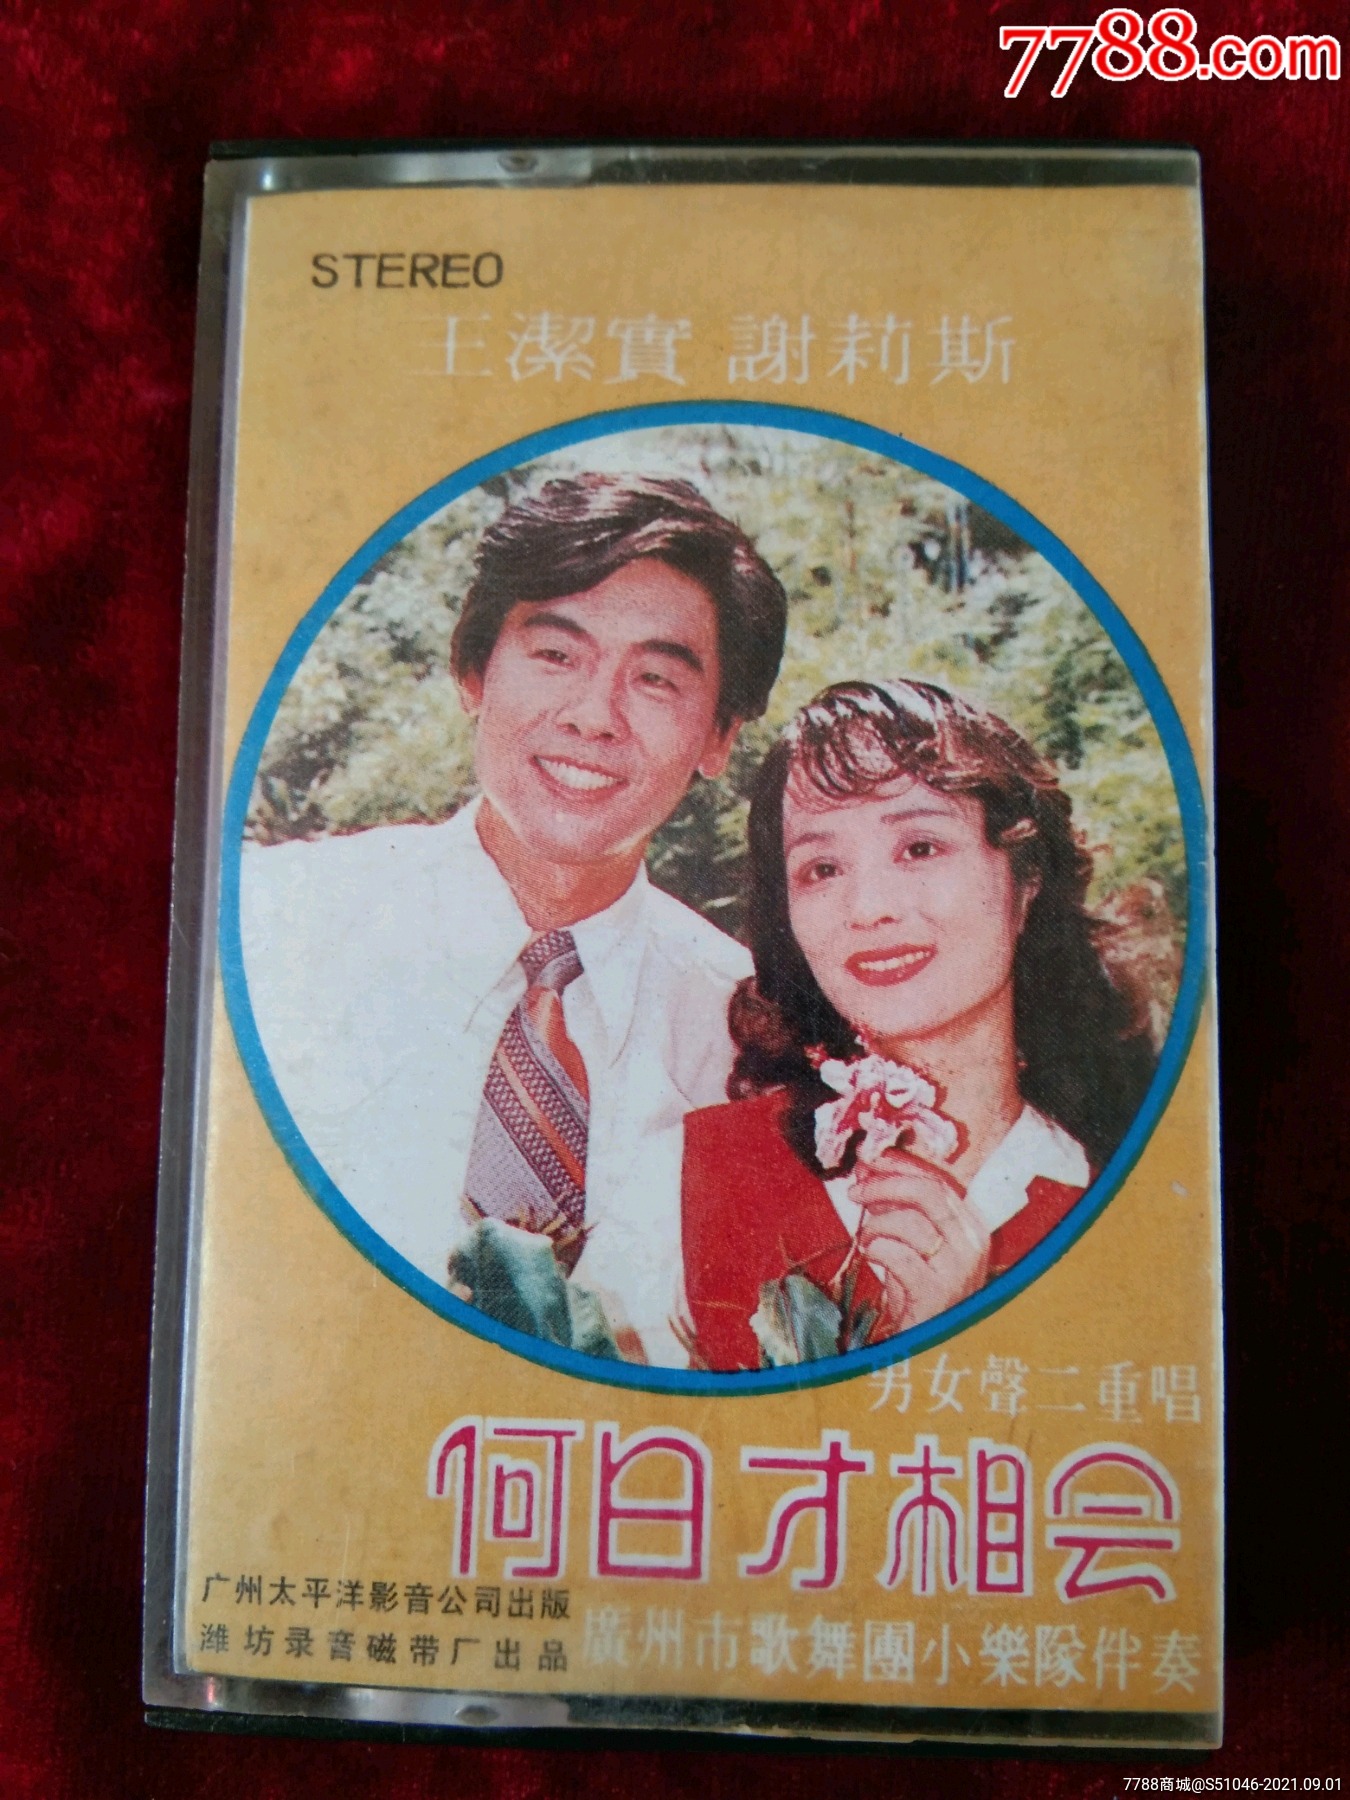 7788.com
STEREO
王潔實 謝莉斯
男女聲二重唱
何日才相会
广州太平洋影音公司出版
潍坊录音磁带厂出品
廣州市歌舞團小樂隊伴奏
7788商城@S51046-2021.09.01